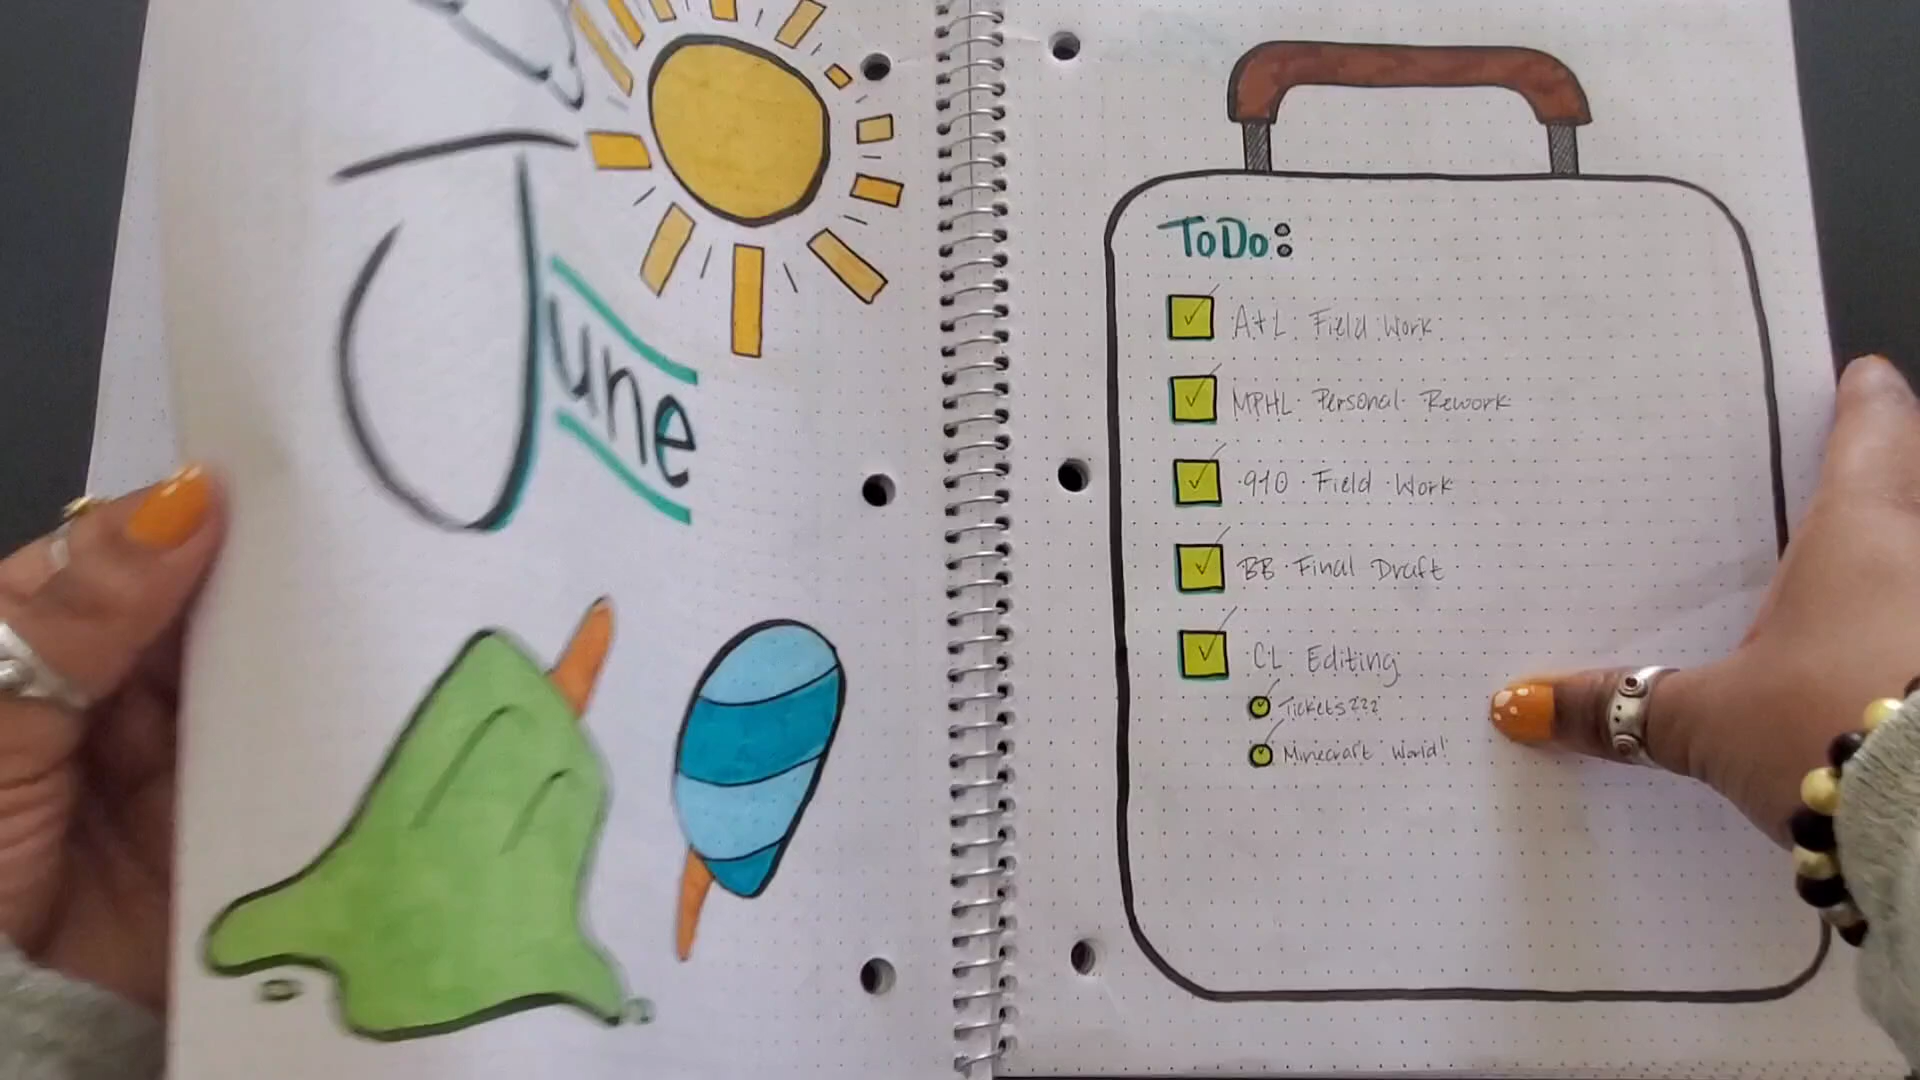 June
ToDo:
A+L Field Work
MPHL Personal Rework
910 Field Work
BB Final Draft
CL Editing
Tickets???
Minecraft World!